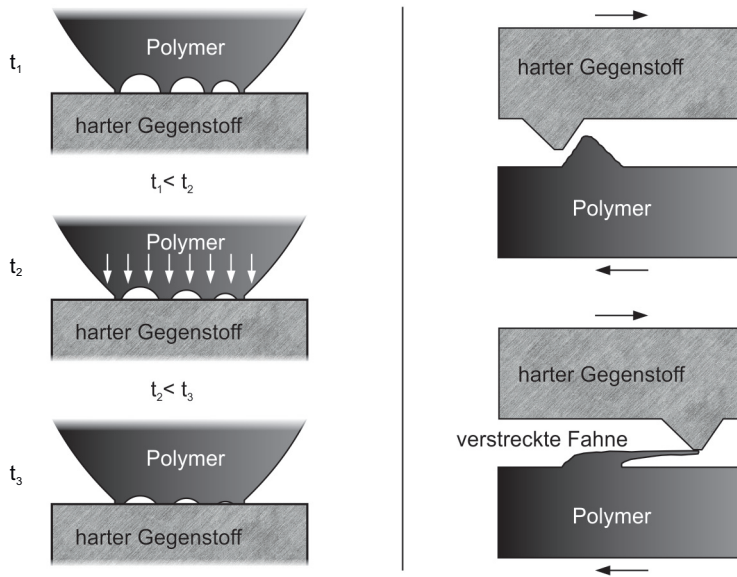 t₁
Polymer
harter Gegenstoff
t₁< t₂
t₂
Polymer
harter Gegenstoff
t₂< t₃
t₃
Polymer
harter Gegenstoff
harter Gegenstoff
Polymer
harter Gegenstoff
verstreckte Fahne
Polymer